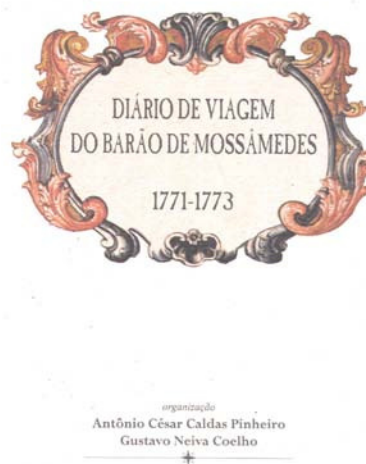 DIÁRIO DE VIAGEM
DO BARÃO DE MOSSÂMEDES
1771-1773
organização
Antônio César Caldas Pinheiro
Gustavo Neiva Coelho